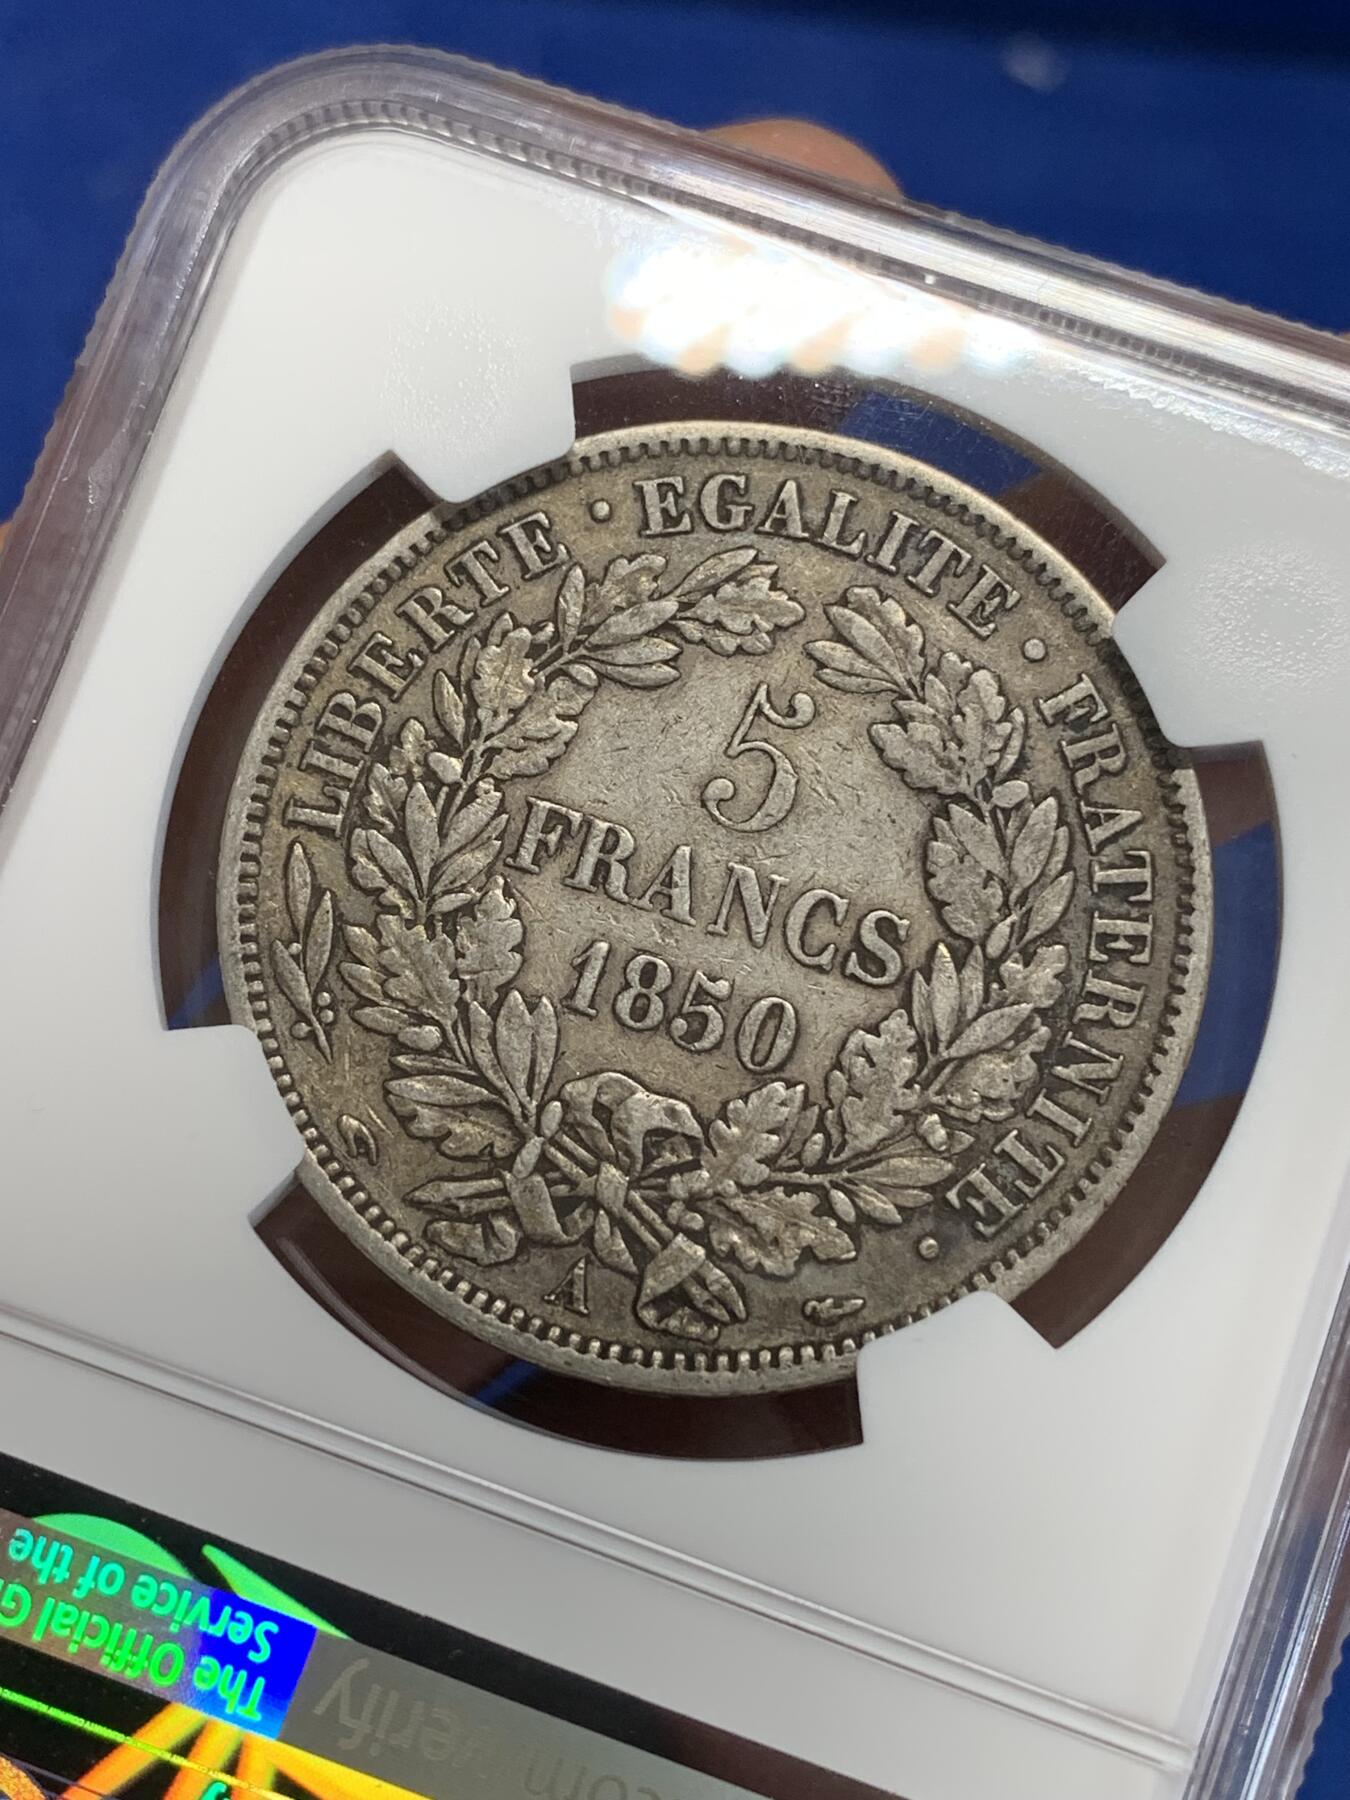 LIBERTE · EGALITE · FRATERNITE ·
5
FRANCS
1850
A
The Official
Service of the
verify